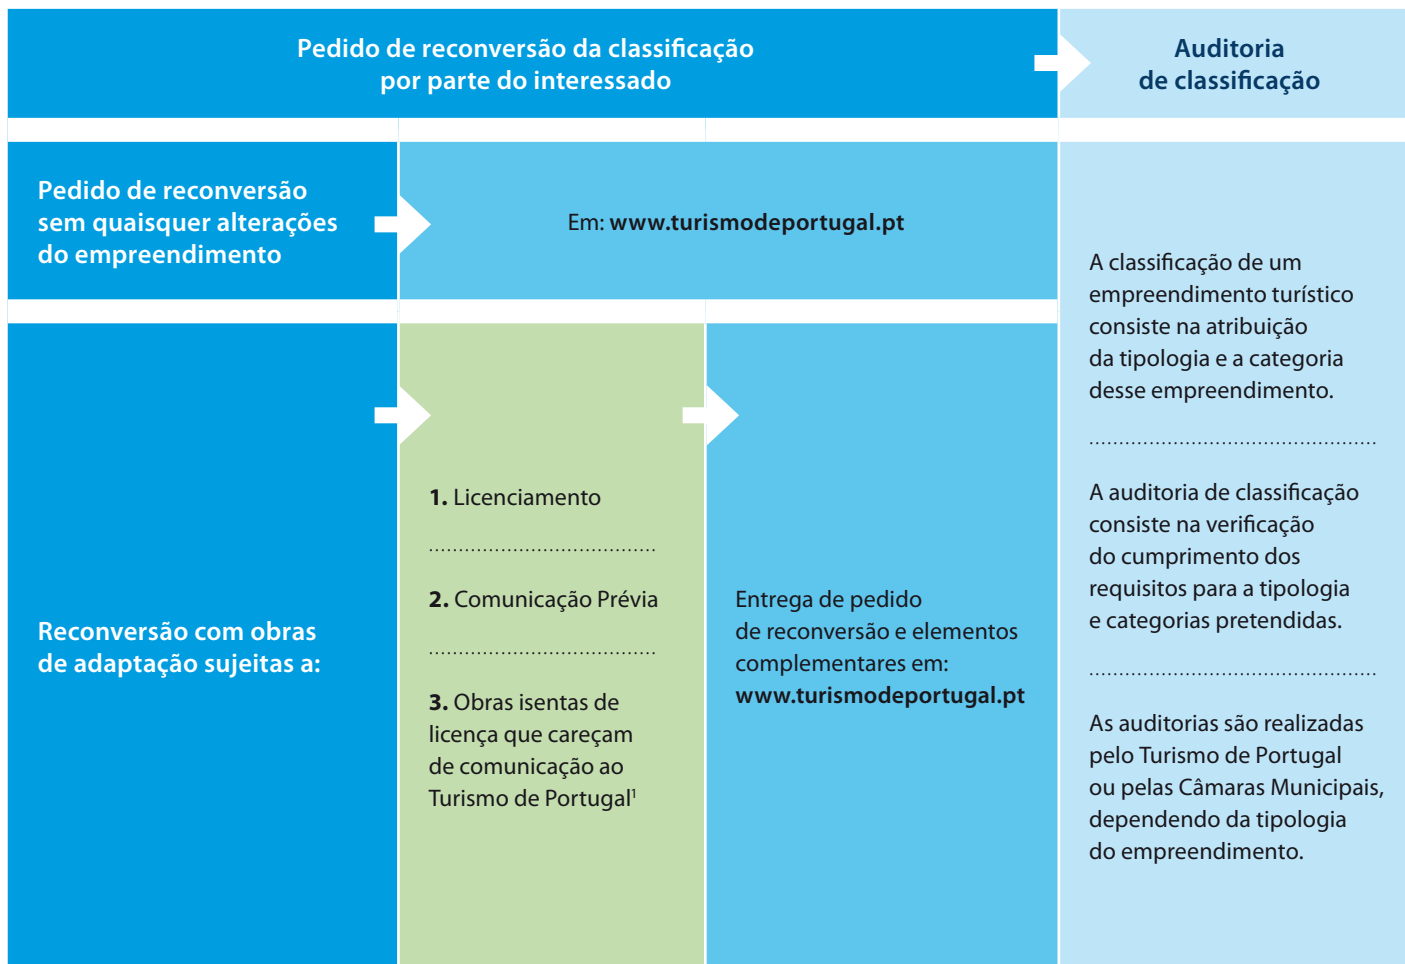 Pedido de reconversão da classificação
por parte do interessado
Auditoria
de classificação
Pedido de reconversão
sem quaisquer alterações
do empreendimento
Em: www.turismodeportugal.pt
Reconversão com obras
de adaptação sujeitas a:
1. Licenciamento
......................................
2. Comunicação Prévia
......................................
3. Obras isentas de
licença que careçam
de comunicação ao
Turismo de Portugal¹
Entrega de pedido
de reconversão e elementos
complementares em:
www.turismodeportugal.pt
A classificação de um
empreendimento turístico
consiste na atribuição
da tipologia e a categoria
desse empreendimento.
................................................
A auditoria de classificação
consiste na verificação
do cumprimento dos
requisitos para a tipologia
e categorias pretendidas.
................................................
As auditorias são realizadas
pelo Turismo de Portugal
ou pelas Câmaras Municipais,
dependendo da tipologia
do empreendimento.